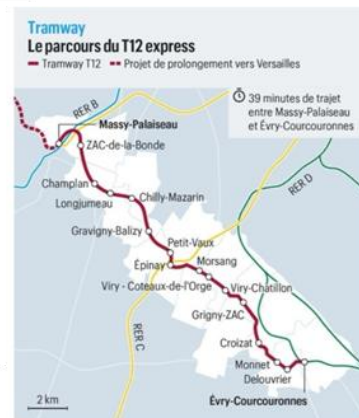 Tramway
Le parcours du T12 express
Tramway T12
Projet de prolongement vers Versailles
RER B
Massy-Palaiseau
39 minutes de trajet
entre Massy-Palaiseau
et Évry-Courcouronnes
ZAC-de-la-Bonde
RER D
Champlan
Longjumeau
Chilly-Mazarin
Gravigny-Balizy
Petit-Vaux
Épinay
Morsang
Viry - Coteaux-de-l'Orge
Viry-Châtillon
Grigny-ZAC
RER C
Croizat
Monnet
Delouvrier
2 km
Évry-Courcouronnes